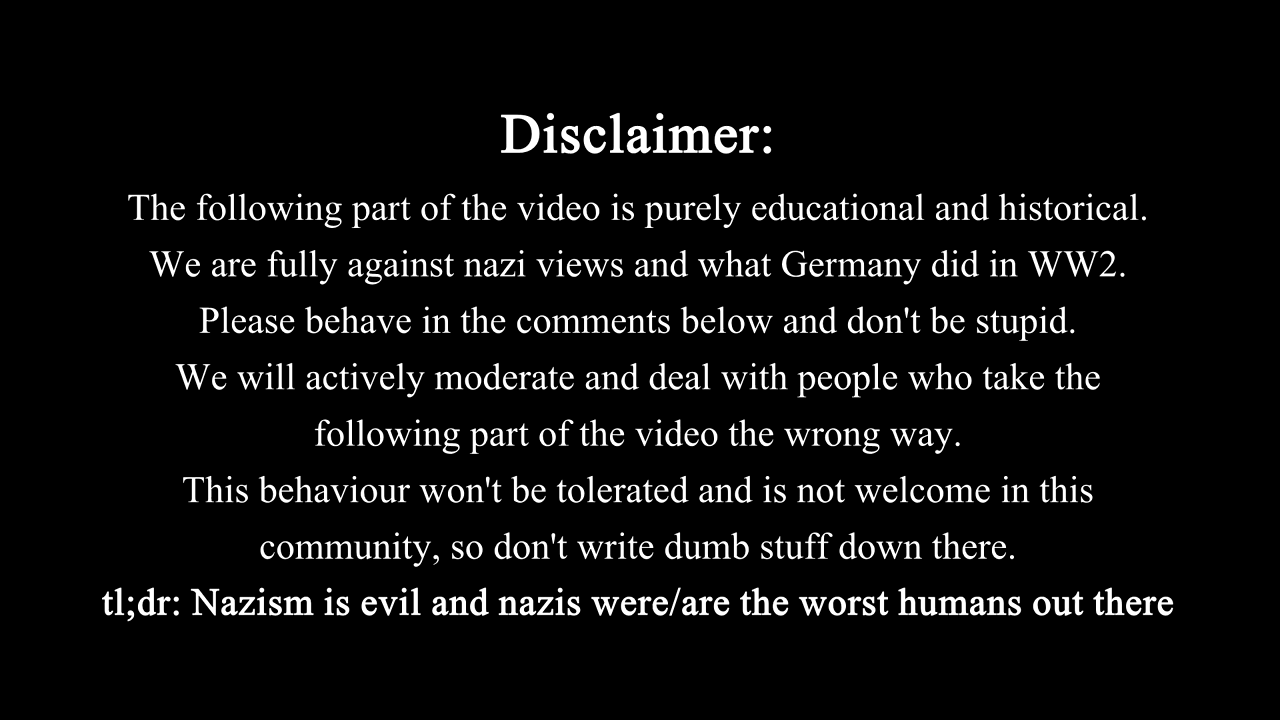 Disclaimer:
The following part of the video is purely educational and historical.
We are fully against nazi views and what Germany did in WW2.
Please behave in the comments below and don't be stupid.
We will actively moderate and deal with people who take the
following part of the video the wrong way.
This behaviour won't be tolerated and is not welcome in this
community, so don't write dumb stuff down there.
tl;dr: Nazism is evil and nazis were/are the worst humans out there